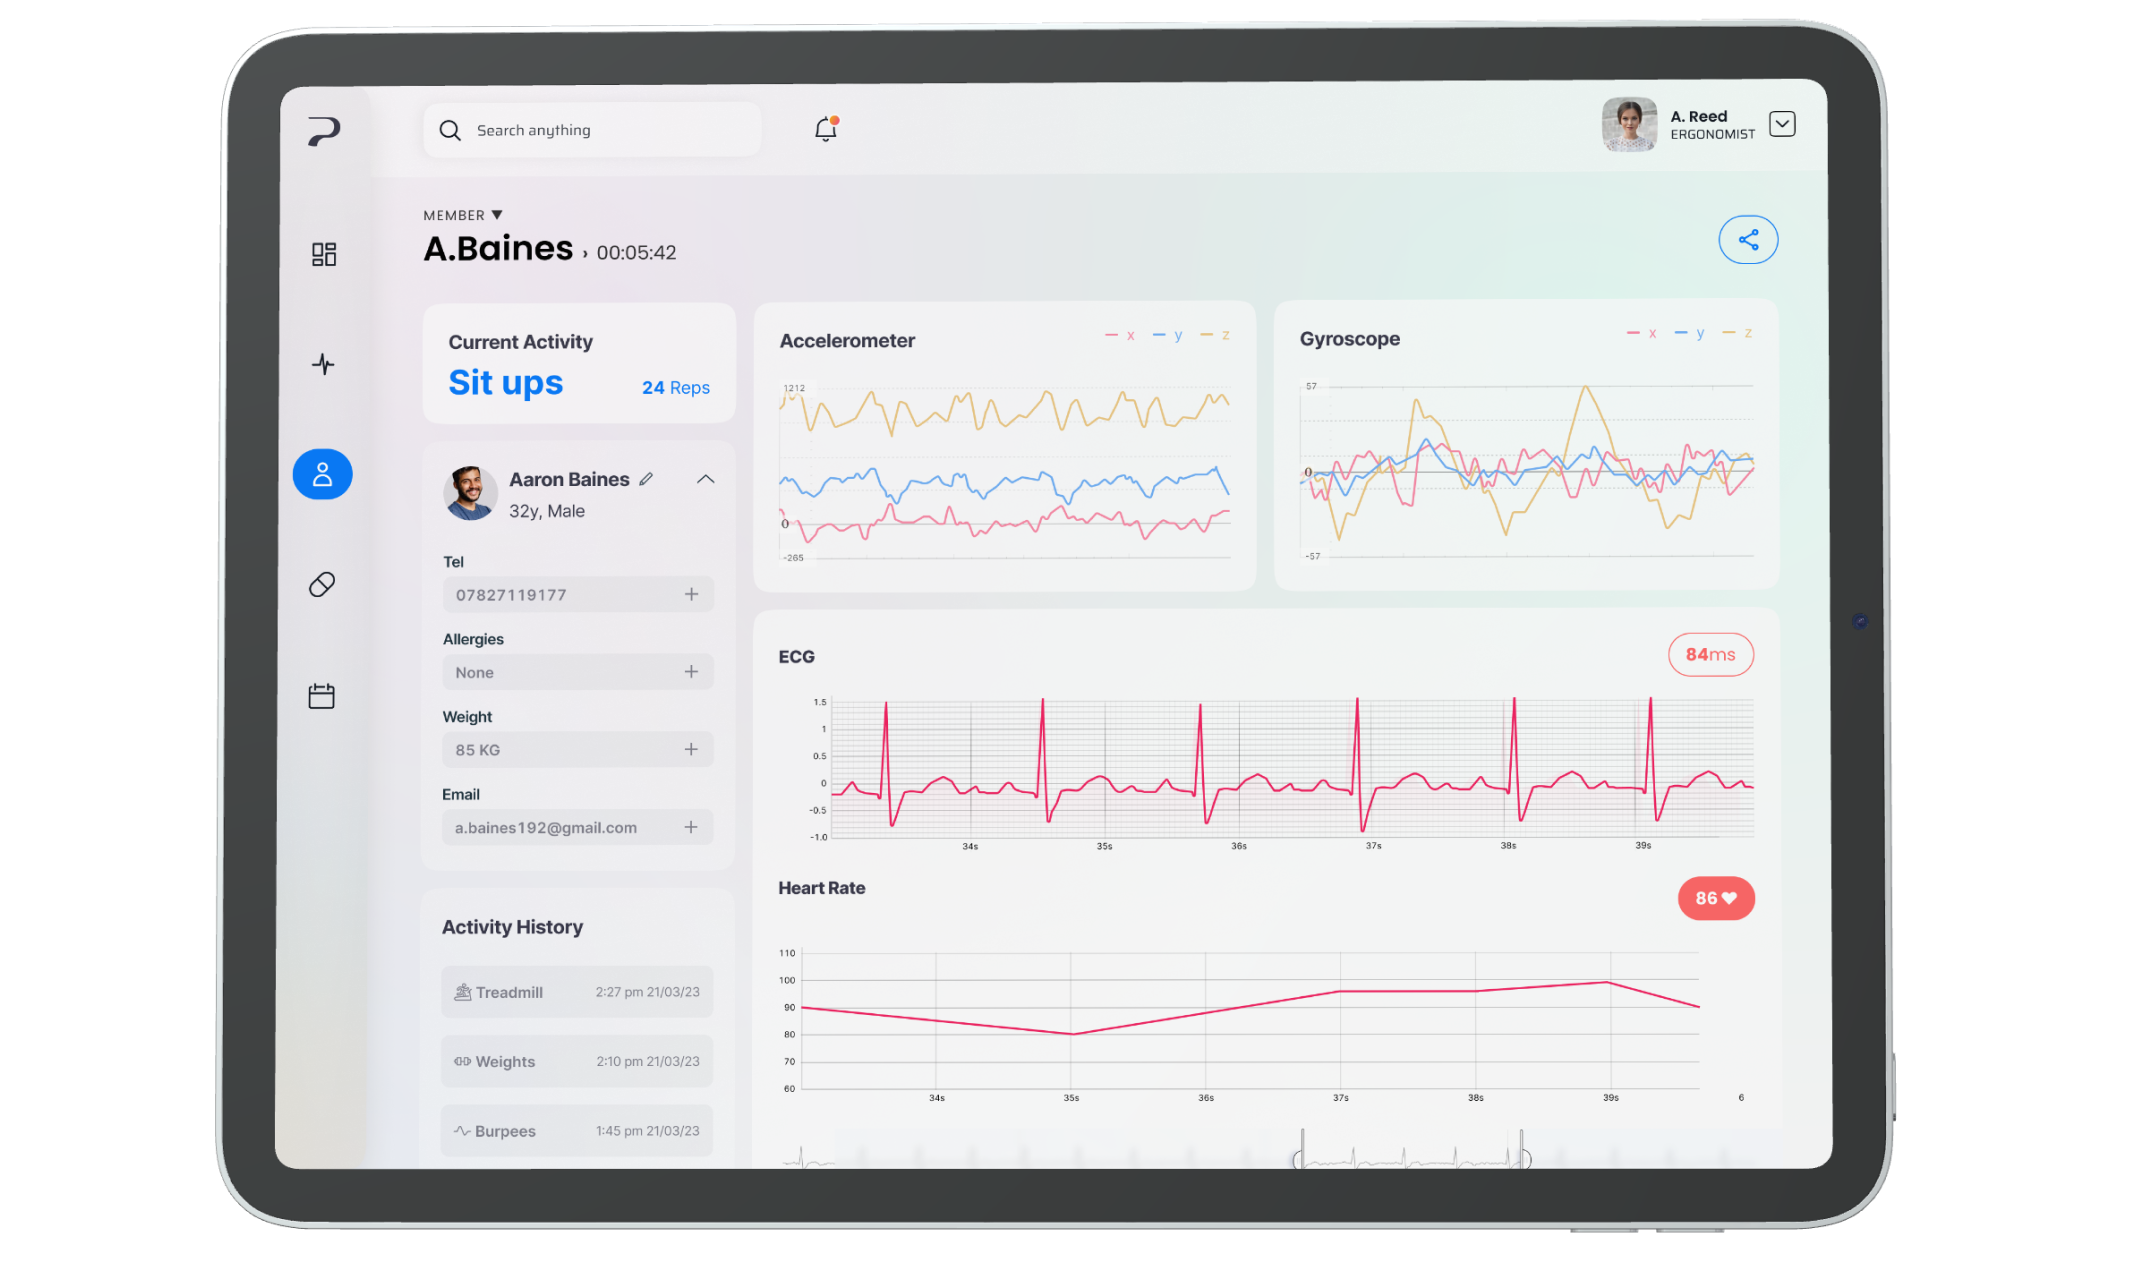 Search anything
A. Reed
ERGONOMIST
MEMBER ▼
A.Baines › 00:05:42
Current Activity
Sit ups
24 Reps
Aaron Baines
32y, Male
Tel
07827119177
Allergies
None
Weight
85 KG
Email
a.baines192@gmail.com
Activity History
Treadmill 2:27 pm 21/03/23
Weights 2:10 pm 21/03/23
Burpees 1:45 pm 21/03/23
Accelerometer
x y z
1212
0
-265
Gyroscope
x y z
57
0
-57
ECG
84ms
1.5
1
0.5
0
-0.5
-1.0
34s 35s 36s 37s 38s 39s
Heart Rate
86
110
100
90
80
70
60
34s 35s 36s 37s 38s 39s 6